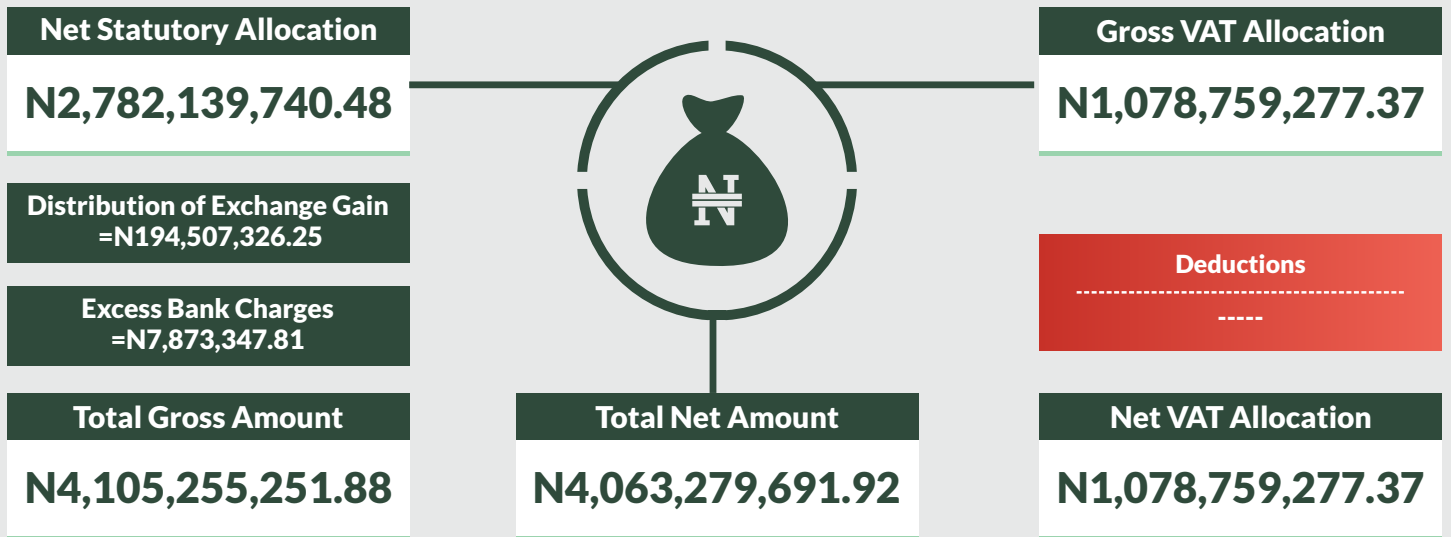 Net Statutory Allocation
N2,782,139,740.48
Distribution of Exchange Gain
=N194,507,326.25
Excess Bank Charges
=N7,873,347.81
Total Gross Amount
N4,105,255,251.88
₦
Total Net Amount
N4,063,279,691.92
Gross VAT Allocation
N1,078,759,277.37
Deductions
--------------------------------------------
-----
Net VAT Allocation
N1,078,759,277.37